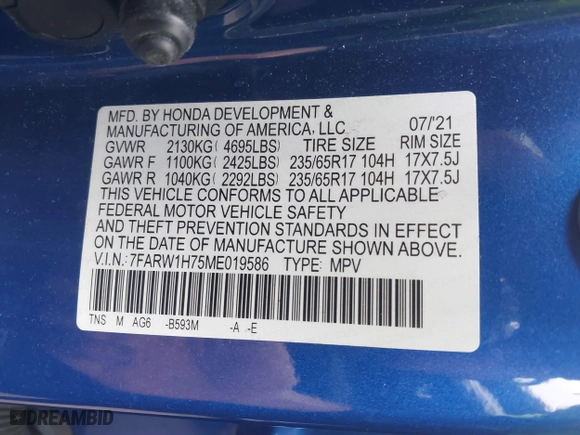 MFD. BY HONDA DEVELOPMENT & 
MANUFACTURING OF AMERICA, LLC 07/'21
GVWR 2130KG( 4695LBS) TIRE SIZE RIM SIZE
GAWR F 1100KG( 2425LBS) 235/65R17 104H 17X7.5J
GAWR R 1040KG( 2292LBS) 235/65R17 104H 17X7.5J
THIS VEHICLE CONFORMS TO ALL APPLICABLE
FEDERAL MOTOR VEHICLE SAFETY
AND THEFT PREVENTION STANDARDS IN EFFECT
ON THE DATE OF MANUFACTURE SHOWN ABOVE.
V.I.N.: 7FARW1H75ME019586 TYPE: MPV
TNS M AG6 -B593M -A -E
DREAMBID